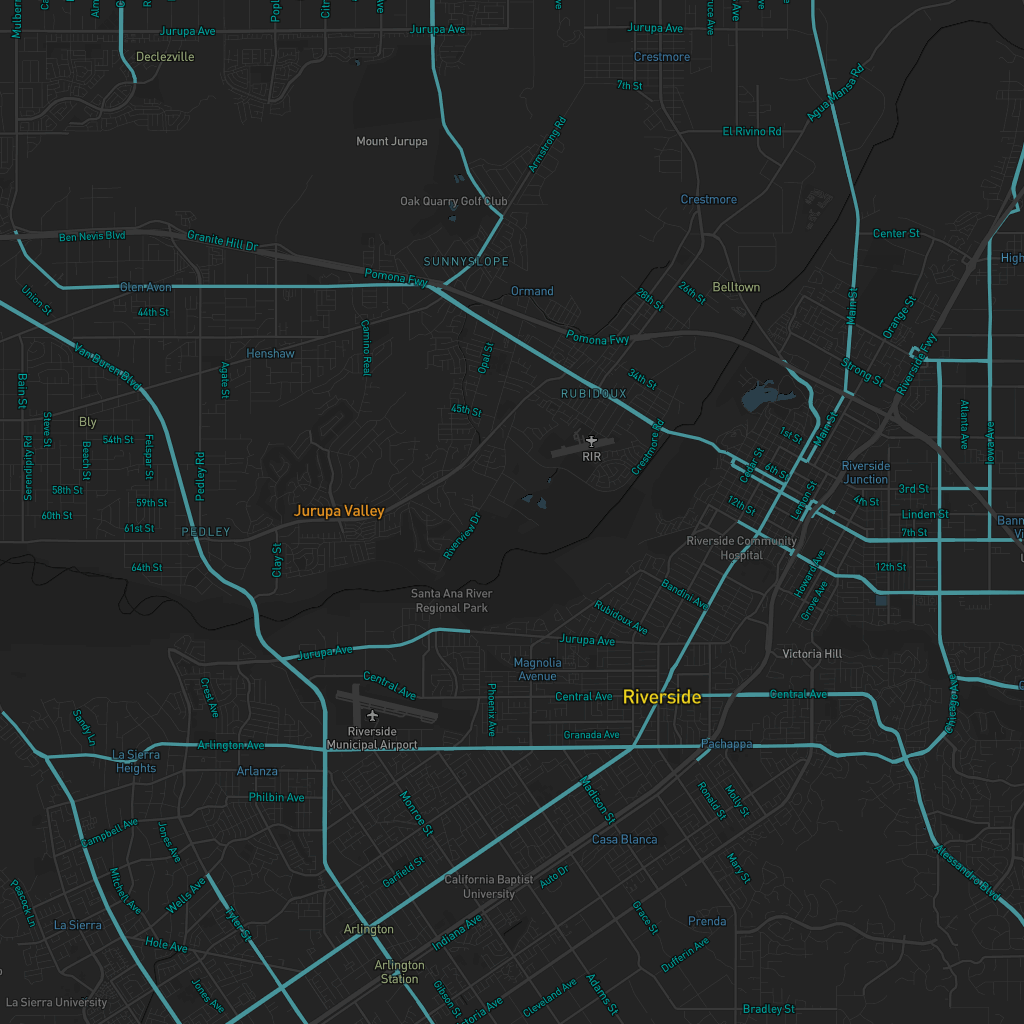 Jurupa Ave
Jurupa Ave
Jurupa Ave
Declezville
Crestmore
7th St
Agua Mansa Rd
El Rivino Rd
Armstrong Rd
Mount Jurupa
Oak Quarry Golf Club
Crestmore
Center St
Ben Nevis Blvd
Granite Hill Dr
SUNNYSLOPE
Pomona Fwy
Glen Avon
Ormand
Belltown
Union St
44th St
28th St
26th St
Main St
Orange St
Camino Real
Pomona Fwy
Riverside Fwy
Van Buren Blvd
Henshaw
Opal St
Strong St
Bain St
Agate St
34th St
RUBIDOUX
Steve St
Bly
45th St
1st St
Main St
Atlanta Ave
Iowa Ave
Serendipity Rd
54th St
Beach St
Felspar St
Pedley Rd
RIR
Crestmore Rd
Cedar St
6th St
Riverside
Junction
58th St
59th St
60th St
61st St
Jurupa Valley
12th St
Lemon St
4th St
3rd St
Linden St
7th St
PEDLEY
Riverview Dr
Riverside Community
Hospital
64th St
Clay St
12th St
Howard Ave
Grove Ave
Bandini Ave
Santa Ana River
Regional Park
Rubidoux Ave
Jurupa Ave
Jurupa Ave
Victoria Hill
Magnolia
Avenue
Crest Ave
Central Ave
Phoenix Ave
Central Ave
Riverside
Central Ave
Chicago Ave
Sandy Ln
Riverside
Municipal Airport
Granada Ave
Pachappa
Arlington Ave
La Sierra
Heights
Arlanza
Philbin Ave
Monroe St
Madison St
Ronald St
Molly St
Campbell Ave
Jones Ave
Casa Blanca
Alessandro Blvd
Mary St
Garfield St
California Baptist
University
Auto Dr
Mitchell Ave
Wells Ave
Peacock Ln
Tyler St
Grace St
La Sierra
Arlington
Indiana Ave
Prenda
Hole Ave
Dufferin Ave
Arlington
Station
Jones Ave
Gibson St
Cleveland Ave
Adams St
La Sierra University
Bradley St